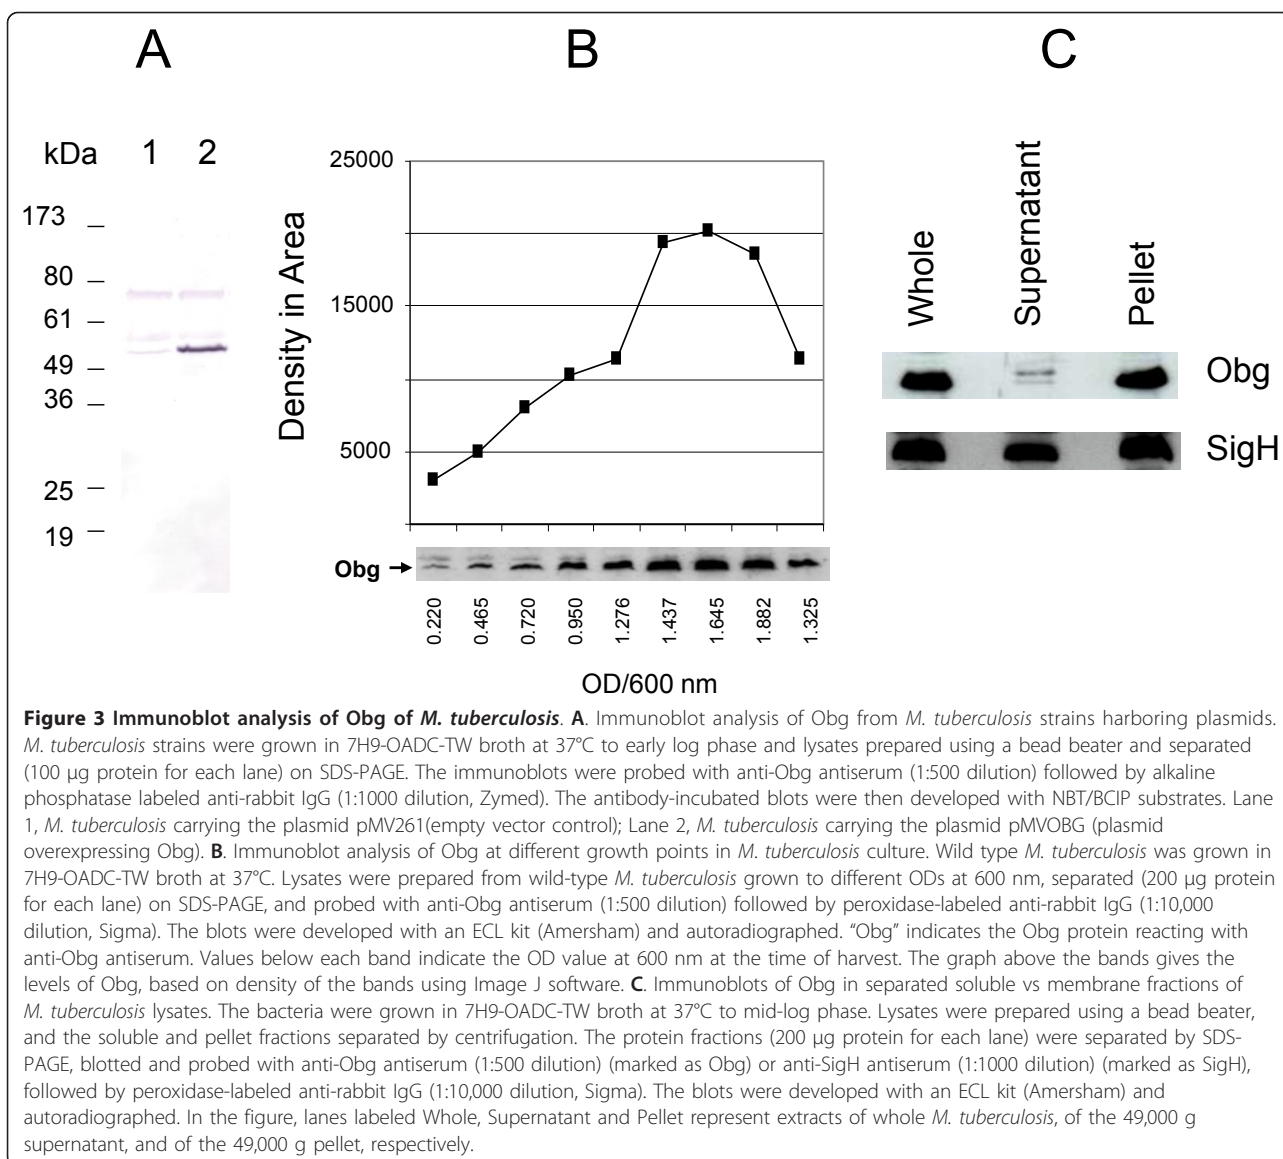 A
B
C
kDa 1 2
173
80
61
49
36
25
19
25000
15000
5000
Density in Area
Obg
0.220
0.465
0.720
0.950
1.276
1.437
1.645
1.882
1.325
OD/600 nm
Whole
Supernatant
Pellet
Obg
SigH
Figure 3 Immunoblot analysis of Obg of M. tuberculosis. A. Immunoblot analysis of Obg from M. tuberculosis strains harboring plasmids.
M. tuberculosis strains were grown in 7H9-OADC-TW broth at 37°C to early log phase and lysates prepared using a bead beater and separated
(100 μg protein for each lane) on SDS-PAGE. The immunoblots were probed with anti-Obg antiserum (1:500 dilution) followed by alkaline
phosphatase labeled anti-rabbit IgG (1:1000 dilution, Zymed). The antibody-incubated blots were then developed with NBT/BCIP substrates. Lane
1, M. tuberculosis carrying the plasmid pMV261(empty vector control); Lane 2, M. tuberculosis carrying the plasmid pMVOBG (plasmid
overexpressing Obg). B. Immunoblot analysis of Obg at different growth points in M. tuberculosis culture. Wild type M. tuberculosis was grown in
7H9-OADC-TW broth at 37°C. Lysates were prepared from wild-type M. tuberculosis grown to different ODs at 600 nm, separated (200 μg protein
for each lane) on SDS-PAGE, and probed with anti-Obg antiserum (1:500 dilution) followed by peroxidase-labeled anti-rabbit IgG (1:10,000
dilution, Sigma). The blots were developed with an ECL kit (Amersham) and autoradiographed. "Obg" indicates the Obg protein reacting with
anti-Obg antiserum. Values below each band indicate the OD value at 600 nm at the time of harvest. The graph above the bands gives the
levels of Obg, based on density of the bands using Image J software. C. Immunoblots of Obg in separated soluble vs membrane fractions of
M. tuberculosis lysates. The bacteria were grown in 7H9-OADC-TW broth at 37°C to mid-log phase. Lysates were prepared using a bead beater,
and the soluble and pellet fractions separated by centrifugation. The protein fractions (200 μg protein for each lane) were separated by SDS-
PAGE, blotted and probed with anti-Obg antiserum (1:500 dilution) (marked as Obg) or anti-SigH antiserum (1:1000 dilution) (marked as SigH),
followed by peroxidase-labeled anti-rabbit IgG (1:10,000 dilution, Sigma). The blots were developed with an ECL kit (Amersham) and
autoradiographed. In the figure, lanes labeled Whole, Supernatant and Pellet represent extracts of whole M. tuberculosis, of the 49,000 g
supernatant, and of the 49,000 g pellet, respectively.